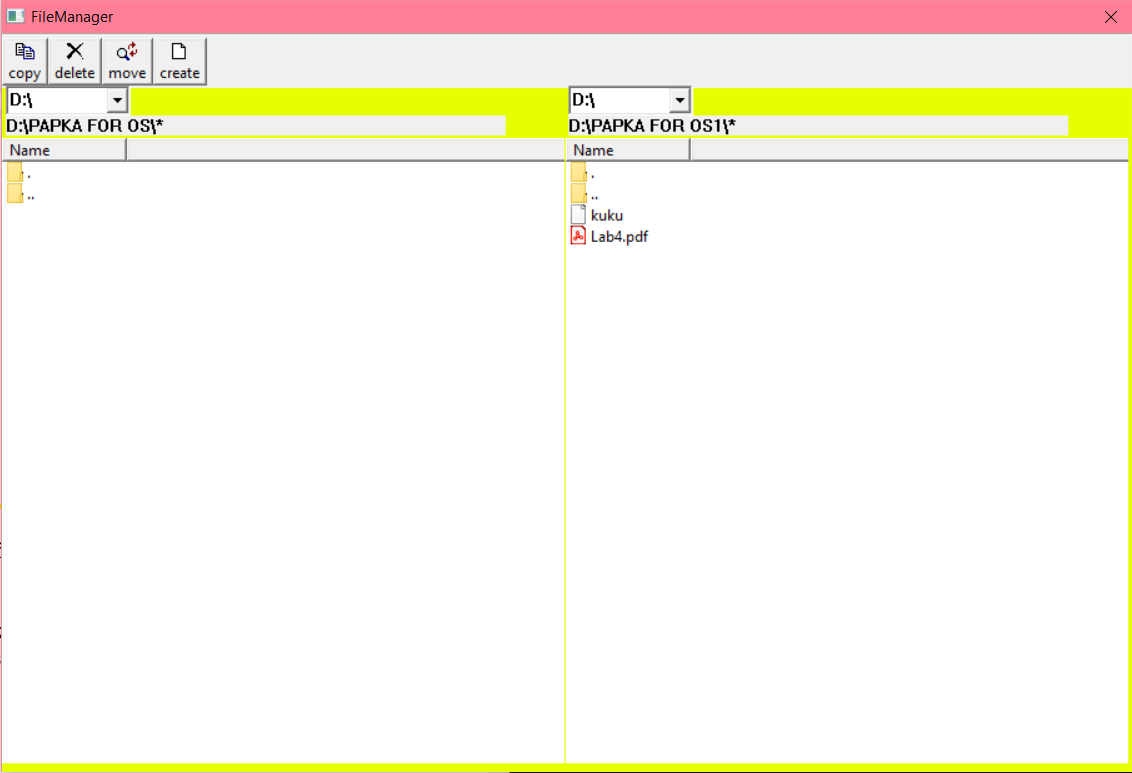 FileManager
copy delete move create
D:\ D:\
D:\PAPKA FOR OS\* D:\PAPKA FOR OS1\*
Name Name
. .
.. ..
kuku
Lab4.pdf